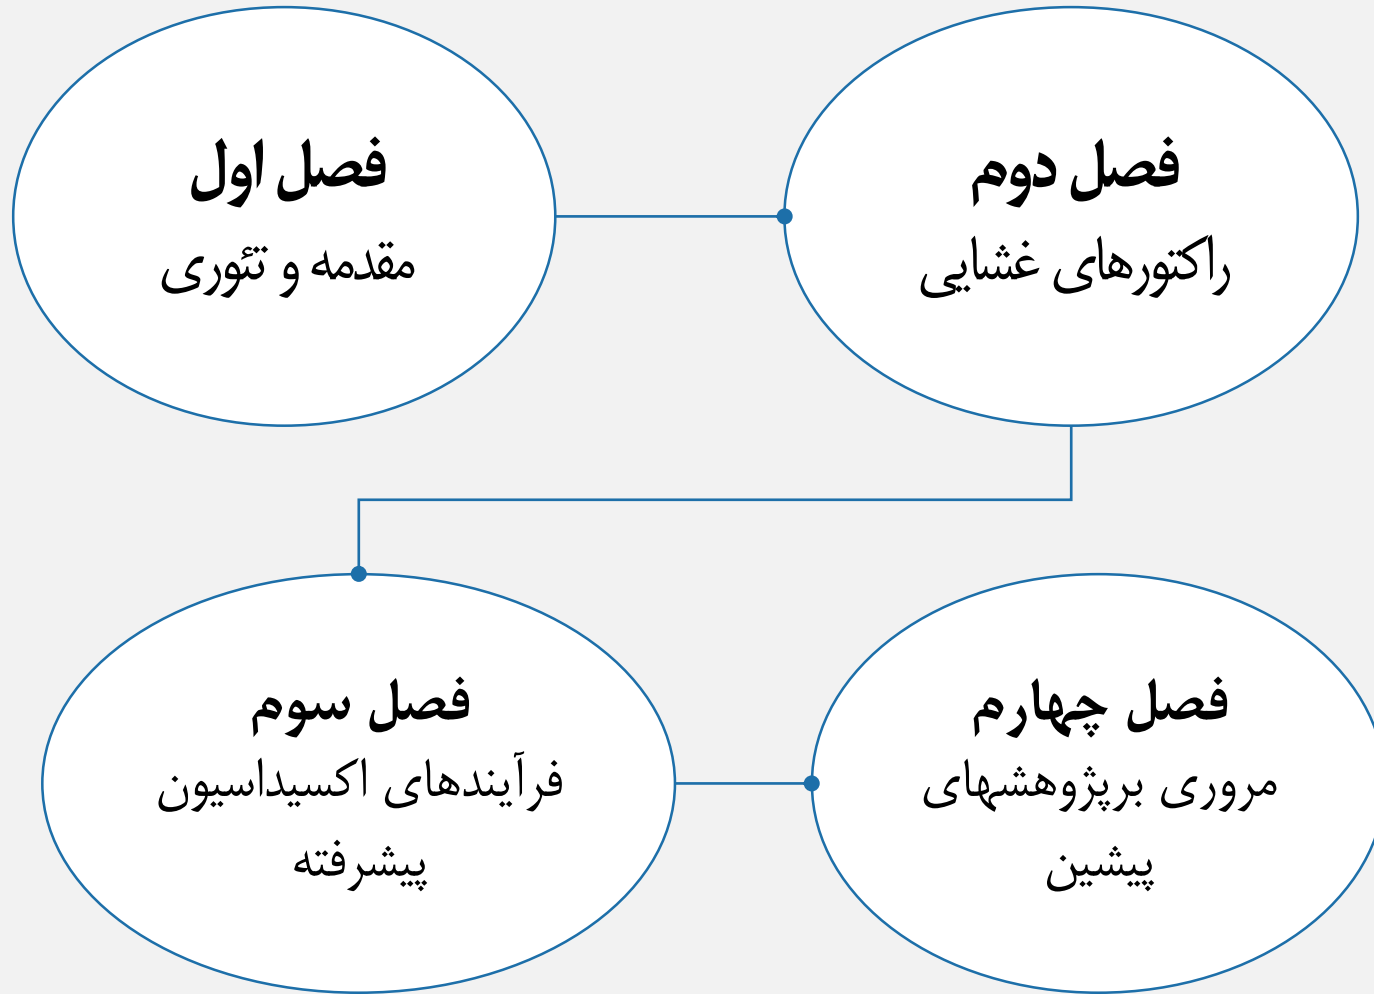 فصل اول
مقدمه و تئوری
فصل دوم
راکتورهای غشایی
فصل سوم
فرآیندهای اکسیداسیون
پیشرفته
فصل چهارم
مروری برپژوهشهای
پیشین